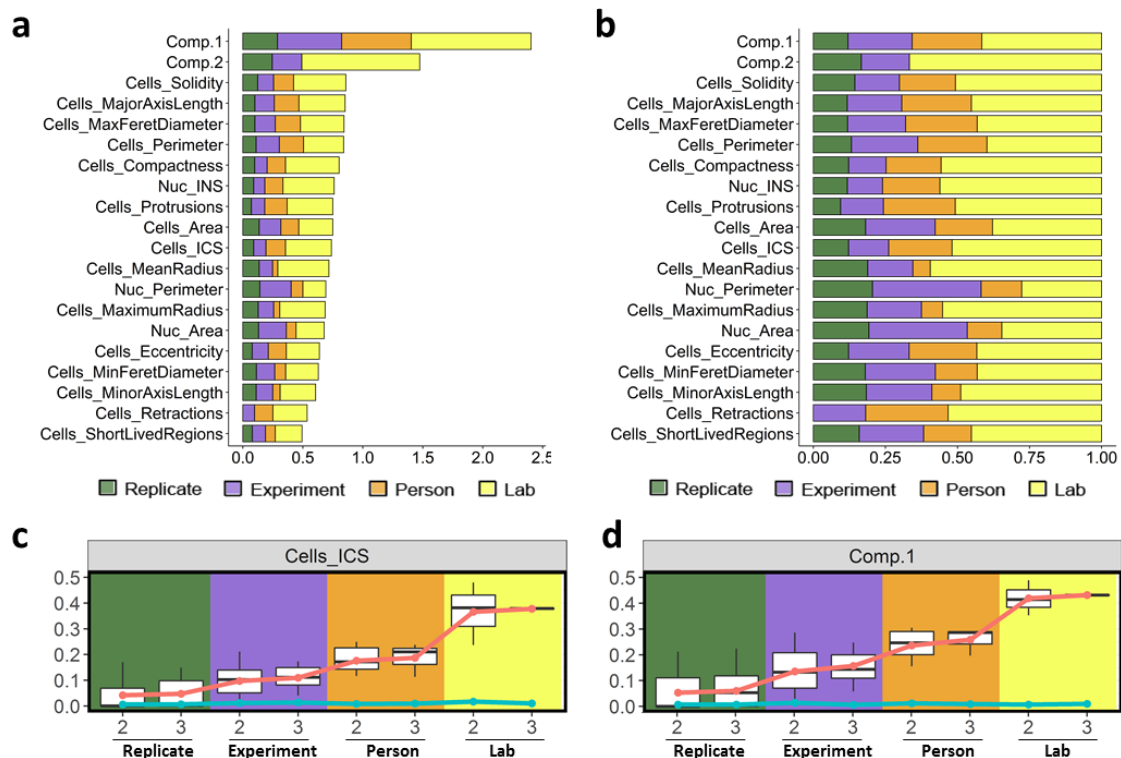 a
Comp.1
Comp.2
Cells_Solidity
Cells_MajorAxisLength
Cells_MaxFeretDiameter
Cells_Perimeter
Cells_Compactness
Nuc_INS
Cells_Protrusions
Cells_Area
Cells_ICS
Cells_MeanRadius
Nuc_Perimeter
Cells_MaximumRadius
Nuc_Area
Cells_Eccentricity
Cells_MinFeretDiameter
Cells_MinorAxisLength
Cells_Retractions
Cells_ShortLivedRegions
0.0 0.5 1.0 1.5 2.0 2.5
Replicate Experiment Person Lab
b
Comp.1
Comp.2
Cells_Solidity
Cells_MajorAxisLength
Cells_MaxFeretDiameter
Cells_Perimeter
Cells_Compactness
Nuc_INS
Cells_Protrusions
Cells_Area
Cells_ICS
Cells_MeanRadius
Nuc_Perimeter
Cells_MaximumRadius
Nuc_Area
Cells_Eccentricity
Cells_MinFeretDiameter
Cells_MinorAxisLength
Cells_Retractions
Cells_ShortLivedRegions
0.00 0.25 0.50 0.75 1.00
Replicate Experiment Person Lab
c
Cells_ICS
0.5
0.4
0.3
0.2
0.1
0.0
2 3 2 3 2 3 2 3
Replicate Experiment Person Lab
d
Comp.1
0.5
0.4
0.3
0.2
0.1
0.0
2 3 2 3 2 3 2 3
Replicate Experiment Person Lab